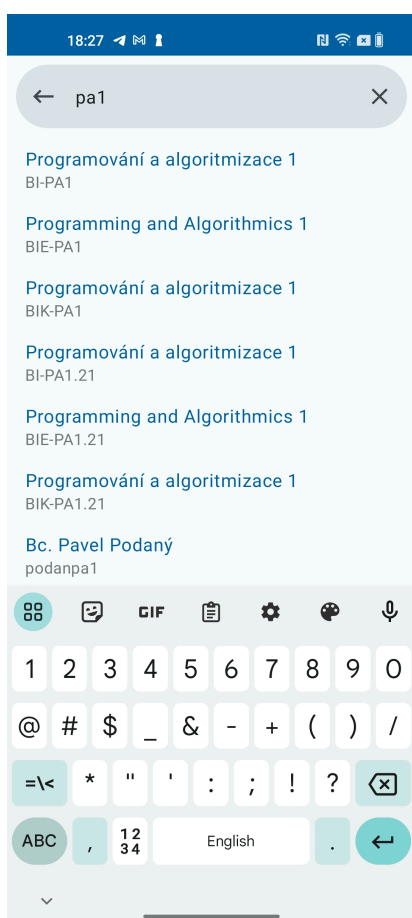 18:27
pa1
Programování a algoritmizace 1
BI-PA1
Programming and Algorithmics 1
BIE-PA1
Programování a algoritmizace 1
BIK-PA1
Programování a algoritmizace 1
BI-PA1.21
Programming and Algorithmics 1
BIE-PA1.21
Programování a algoritmizace 1
BIK-PA1.21
Bc. Pavel Podaný
podanpa1
GIF
1 2 3 4 5 6 7 8 9 0
@ # $ _ & - + ( ) /
=\< * " ' : ; ! ?
ABC , 12 English .
34